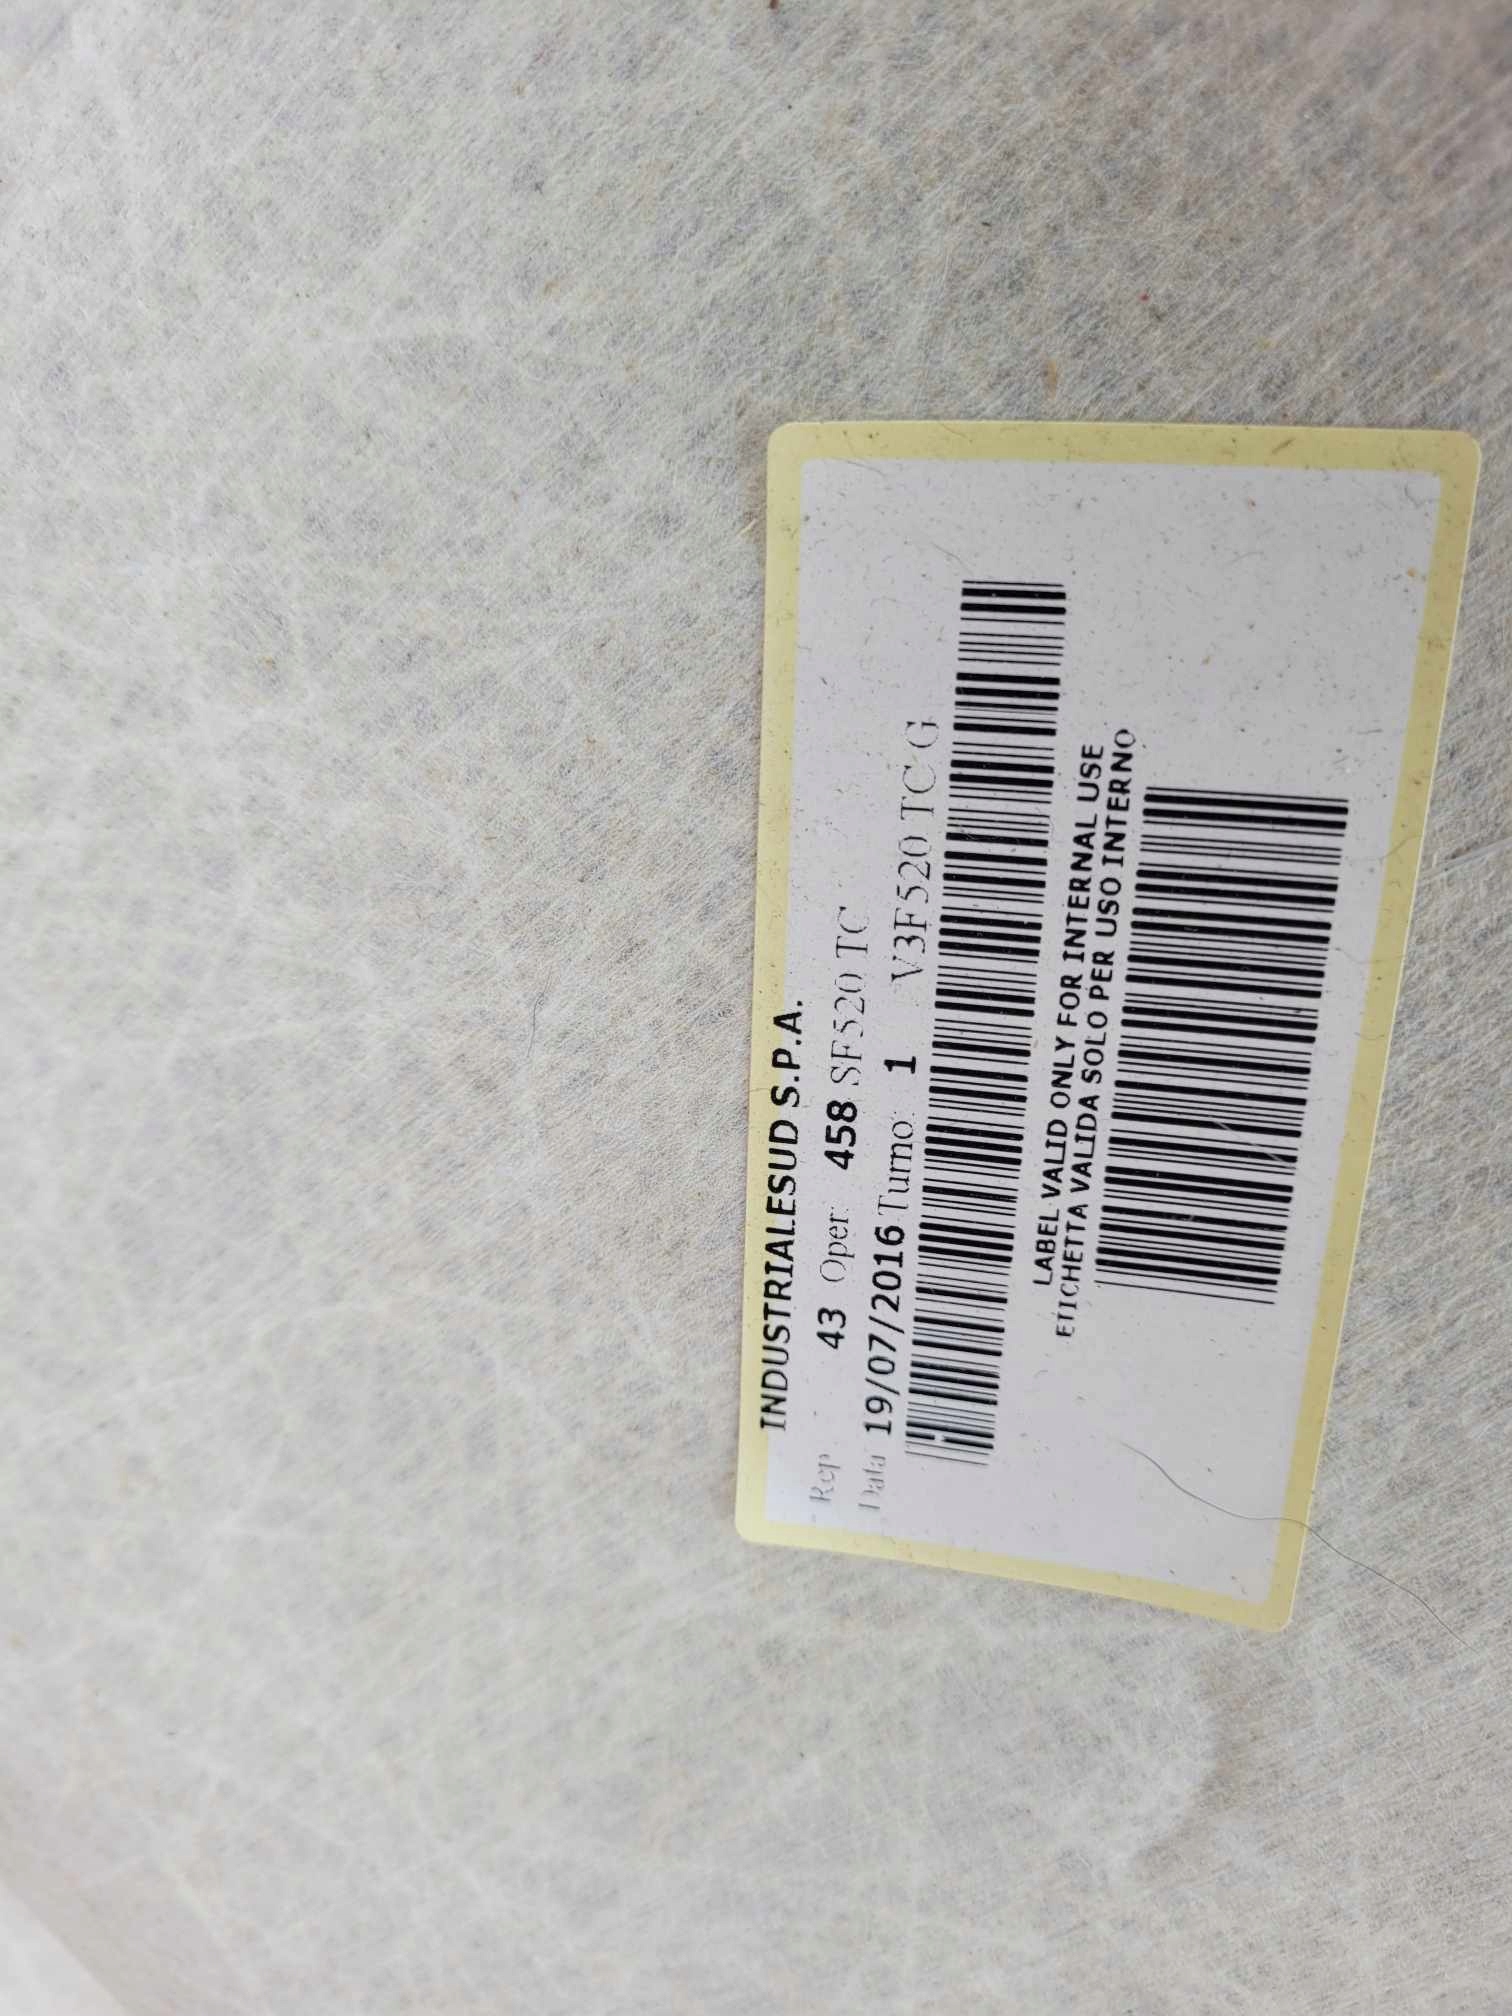 INDUSTRIALESUD S.P.A.
Rep 43 Oper: 458 SF520 TC
Data 19/07/2016 Turno: 1 V3F520 TC G
LABEL VALID ONLY FOR INTERNAL USE
ETICHETTA VALIDA SOLO PER USO INTERNO